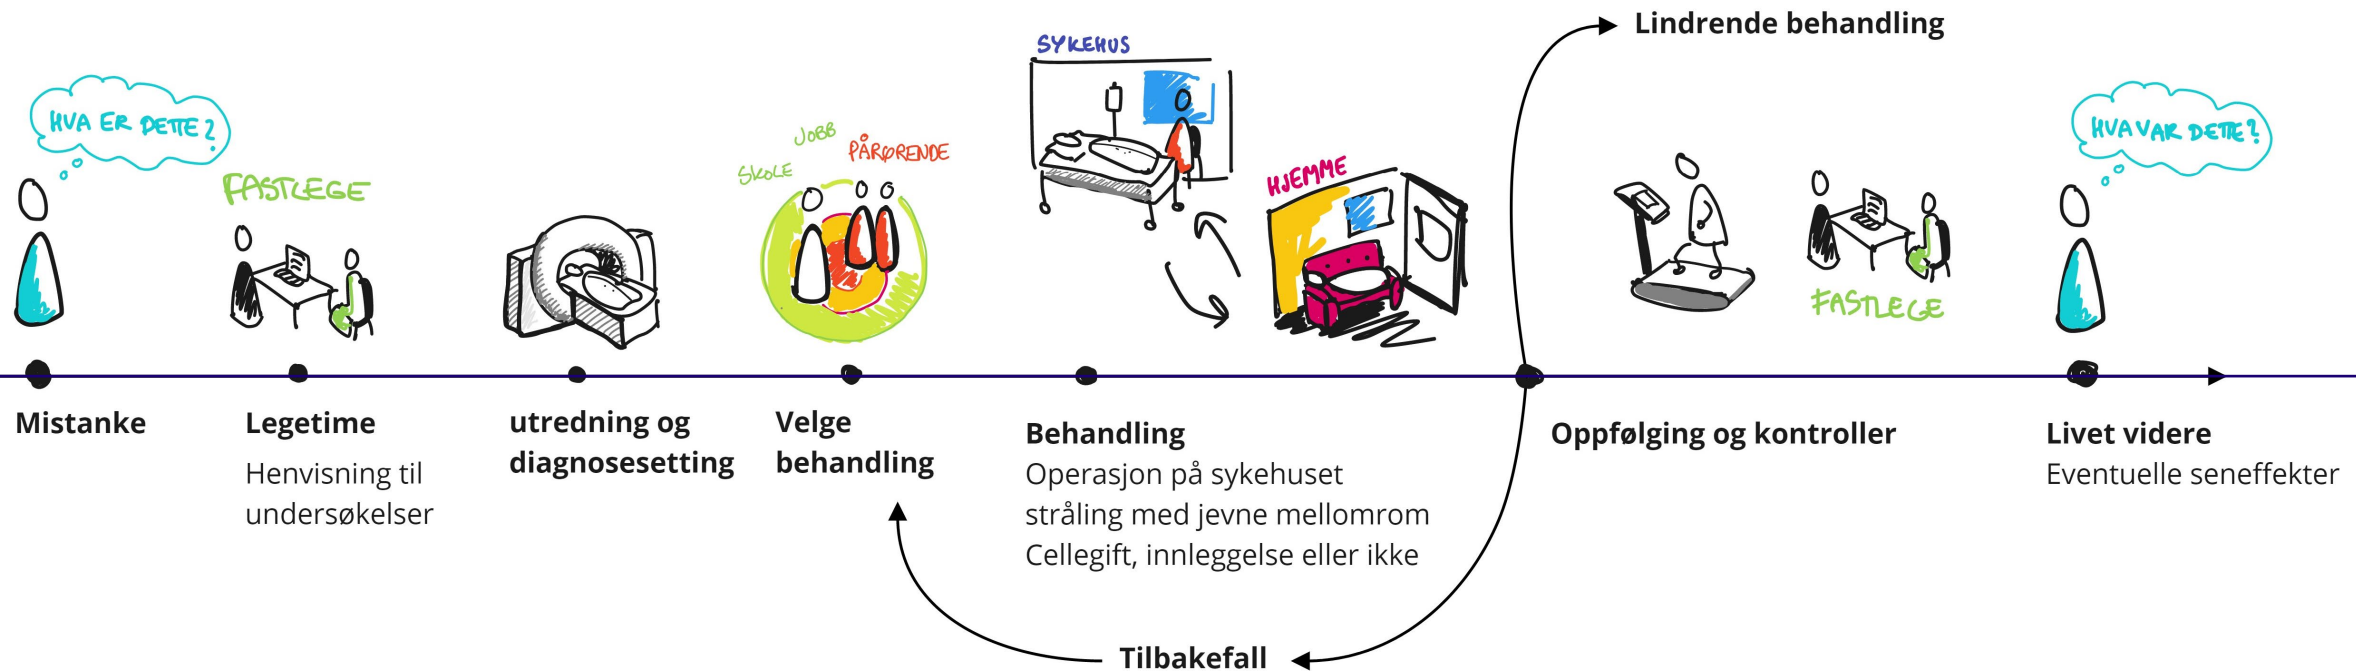 HVA ER DETTE?
FASTLEGE
SKOLE
JOBB
PÅRØRENDE
SYKEHUS
HJEMME
Lindrende behandling
FASTLEGE
HVA VAR DETTE?
Mistanke
Legetime
Henvisning til
undersøkelser
utredning og
diagnosesetting
Velge
behandling
Behandling
Operasjon på sykehuset
stråling med jevne mellomrom
Cellegift, innleggelse eller ikke
Oppfølging og kontroller
Livet videre
Eventuelle seneffekter
Tilbakefall